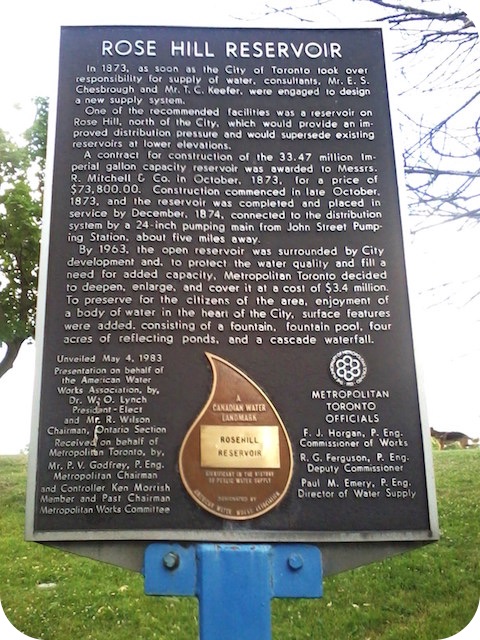 ROSE HILL RESERVOIR
In 1873, as soon as the City of Toronto took over
responsibility for supply of water, consultants, Mr. E. S.
Chesbrough and Mr. T. C. Keefer, were engaged to design
a new supply system.
One of the recommended facilities was a reservoir on
Rose Hill, north of the City, which would provide an im-
proved distribution pressure and would supersede existing
reservoirs at lower elevations.
A contract for construction of the 33.47 million Im-
perial gallon capacity reservoir was awarded to Messrs.
R. Mitchell & Co. in October, 1873, for a price of
$73,800.00. Construction commenced in late October,
1873, and the reservoir was completed and placed in
service by December, 1874, connected to the distribution
system by a 24-inch pumping main from John Street Pump-
ing Station, about five miles away.
By 1963, the open reservoir was surrounded by City
development and, to protect the water quality and fill a
need for added capacity, Metropolitan Toronto decided
to deepen, enlarge, and cover it at a cost of $3.4 million.
To preserve for the citizens of the area, enjoyment of
a body of water in the heart of the City, surface features
were added, consisting of a fountain, fountain pool, four
acres of reflecting ponds, and a cascade waterfall.
Unveiled May 4, 1983
Presentation on behalf of
the American Water
Works Association, by,
Dr. W. O. Lynch
President-Elect
and Mr. R. Wilson
Chairman, Ontario Section
Received on behalf of
Metropolitan Toronto, by,
Mr. P. V. Godfrey, P. Eng.
Metropolitan Chairman
and Controller Ken Morrish
Member and Past Chairman
Metropolitan Works Committee
A
CANADIAN WATER
LANDMARK
ROSEHILL
RESERVOIR
SIGNIFICANT IN THE HISTORY
OF PUBLIC WATER SUPPLY
DESIGNATED BY
AMERICAN WATER WORKS ASSOCIATION
METROPOLITAN
TORONTO
OFFICIALS
F. J. Horgan, P. Eng.
Commissioner of Works
R. G. Ferguson, P. Eng.
Deputy Commissioner
Paul M. Emery, P. Eng.
Director of Water Supply